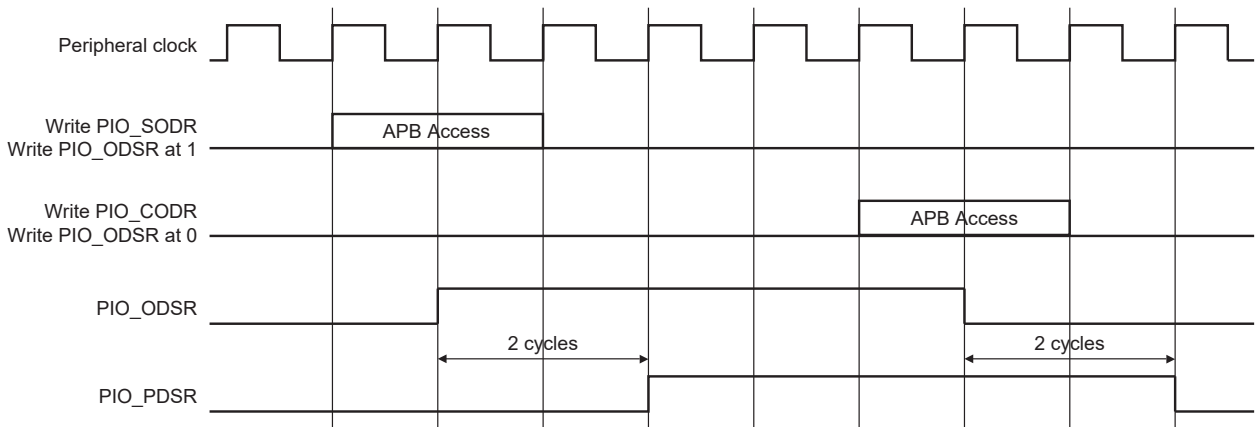 Peripheral clock
Write PIO_SODR
Write PIO_ODSR at 1
APB Access
Write PIO_CODR
Write PIO_ODSR at 0
APB Access
PIO_ODSR
2 cycles
2 cycles
PIO_PDSR